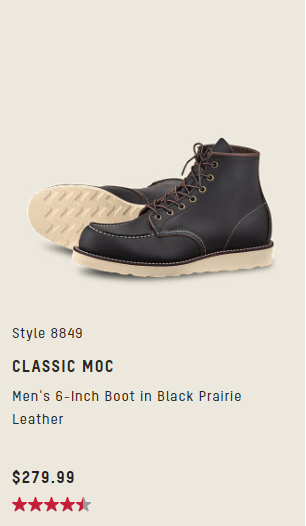 Style 8849
CLASSIC MOC
Men's 6-Inch Boot in Black Prairie
Leather
$279.99